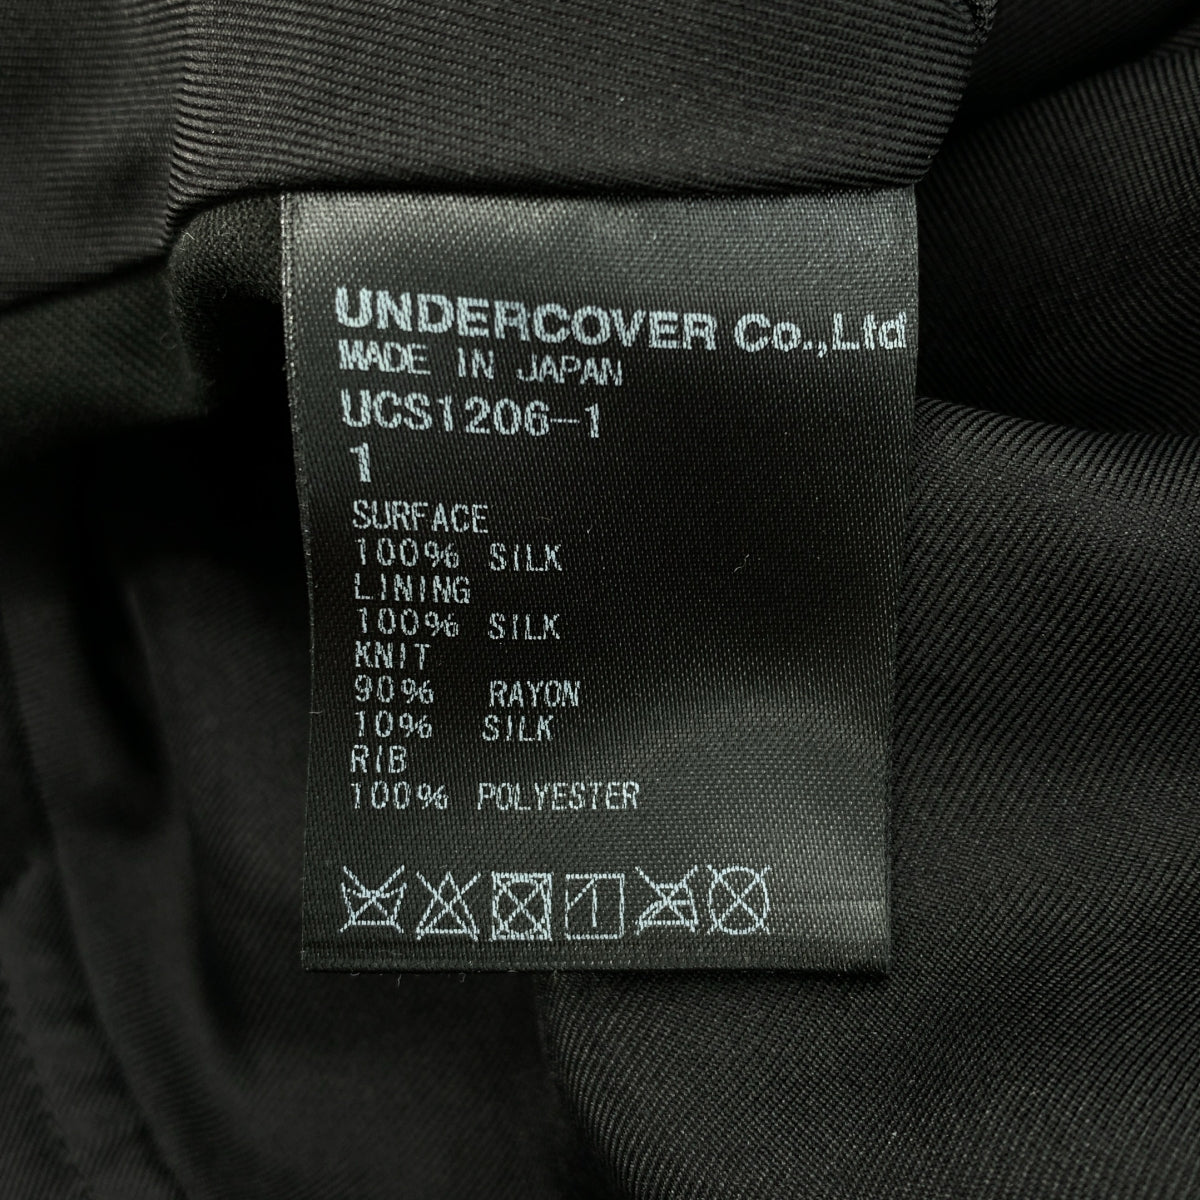 UNDERCOVER Co.,Ltd
MADE IN JAPAN
UCS1206-1
1
SURFACE
100% SILK
LINING
100% SILK
KNIT
90% RAYON
10% SILK
RIB
100% POLYESTER